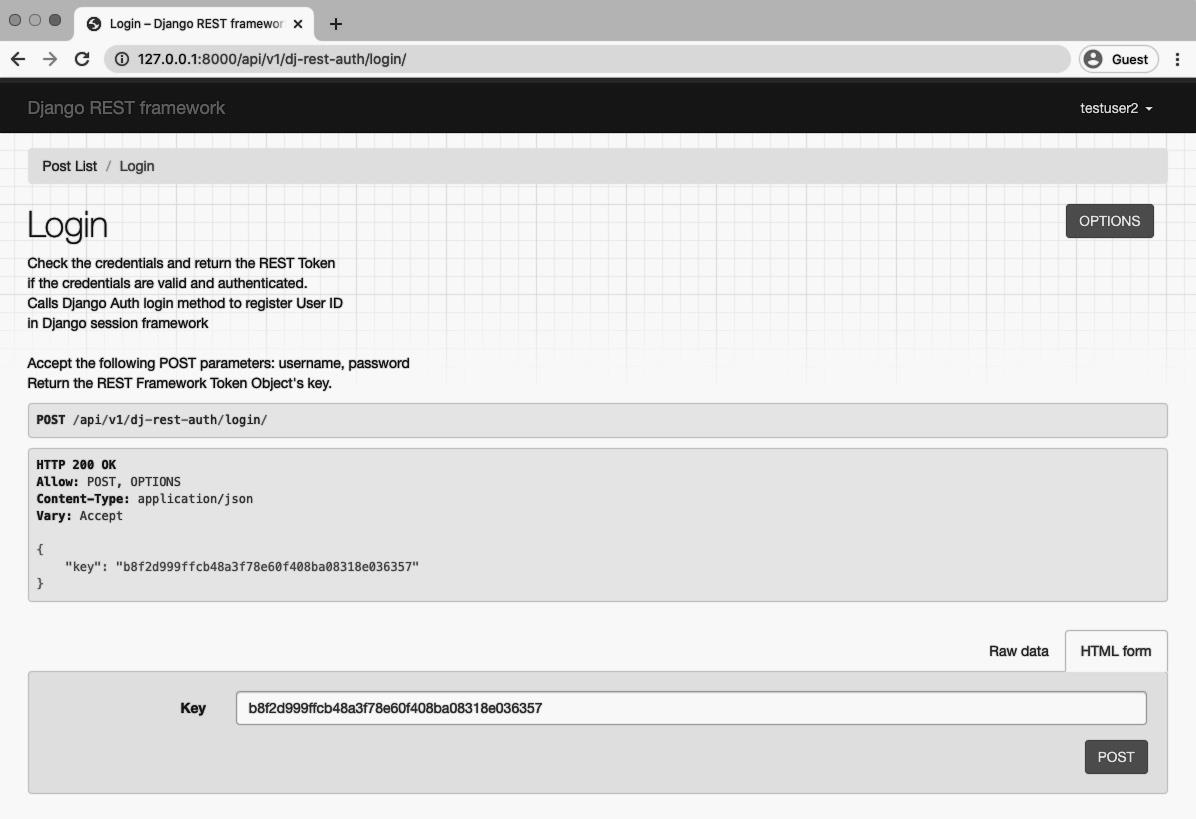 Login – Django REST framewor
127.0.0.1:8000/api/v1/dj-rest-auth/login/
Guest
Django REST framework
testuser2
Post List / Login
Login
OPTIONS
Check the credentials and return the REST Token
if the credentials are valid and authenticated.
Calls Django Auth login method to register User ID
in Django session framework
Accept the following POST parameters: username, password
Return the REST Framework Token Object's key.
POST /api/v1/dj-rest-auth/login/
HTTP 200 OK
Allow: POST, OPTIONS
Content-Type: application/json
Vary: Accept
{
"key": "b8f2d999ffcb48a3f78e60f408ba08318e036357"
}
Raw data
HTML form
Key
b8f2d999ffcb48a3f78e60f408ba08318e036357
POST